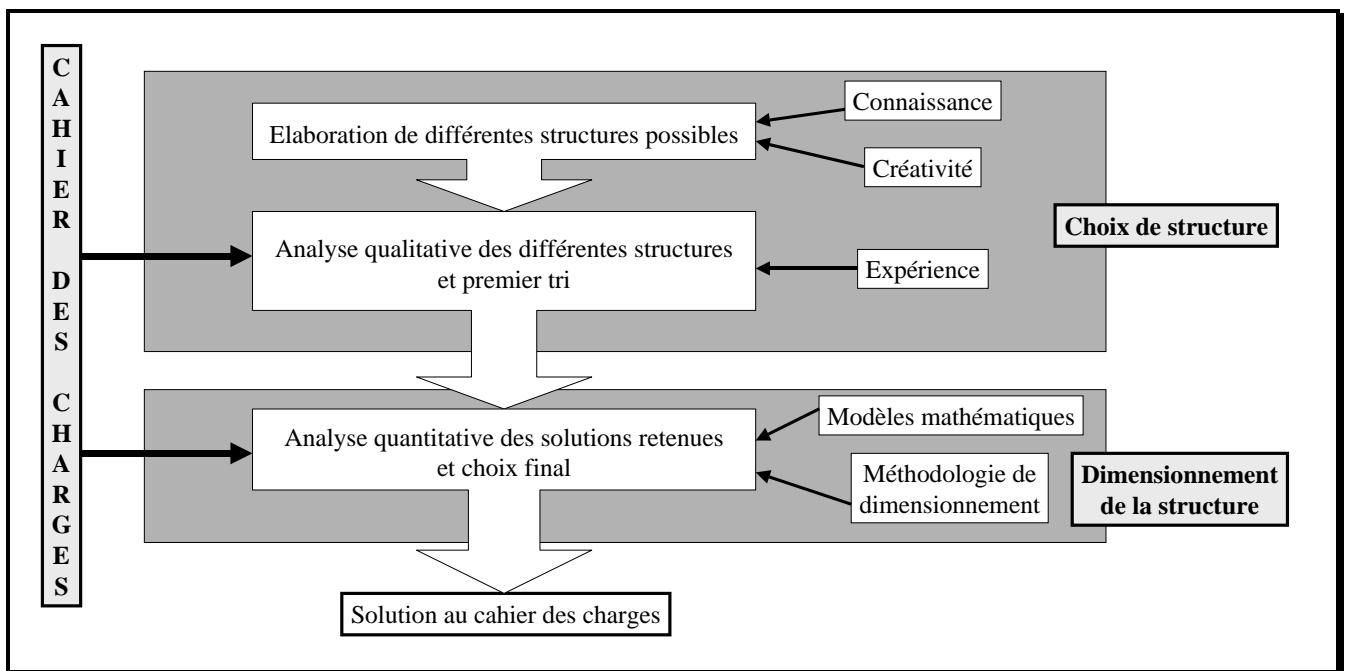 CAHIER DES CHARGES
Connaissance
Elaboration de différentes structures possibles
Créativité
Choix de structure
Analyse qualitative des différentes structures
et premier tri
Expérience
Modèles mathématiques
Analyse quantitative des solutions retenues
et choix final
Méthodologie de
dimensionnement
Dimensionnement
de la structure
Solution au cahier des charges